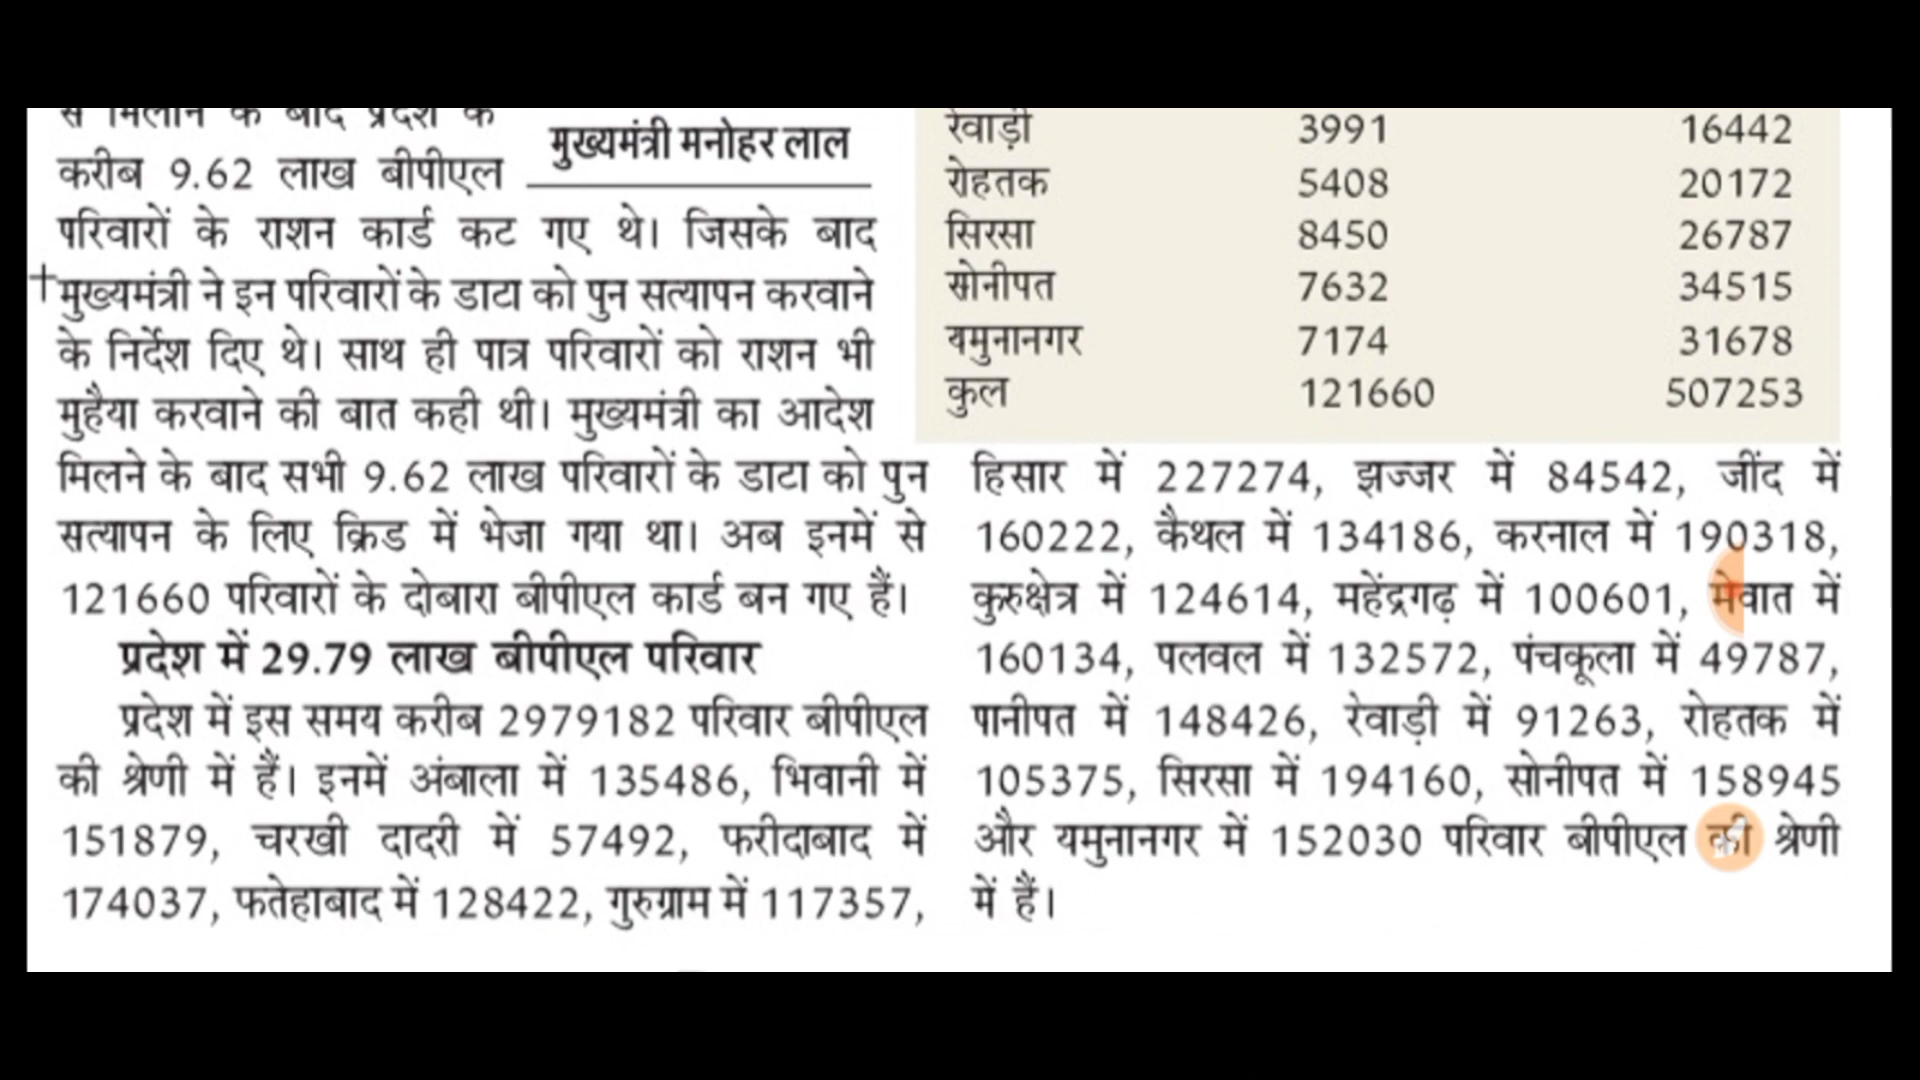 से मिलान के बाद प्रदेश के
करीब 9.62 लाख बीपीएल
मुख्यमंत्री मनोहर लाल
परिवारों के राशन कार्ड कट गए थे। जिसके बाद
मुख्यमंत्री ने इन परिवारों के डाटा को पुन सत्यापन करवाने
के निर्देश दिए थे। साथ ही पात्र परिवारों को राशन भी
मुहैया करवाने की बात कही थी। मुख्यमंत्री का आदेश
मिलने के बाद सभी 9.62 लाख परिवारों के डाटा को पुन
सत्यापन के लिए क्रिड में भेजा गया था। अब इनमें से
121660 परिवारों के दोबारा बीपीएल कार्ड बन गए हैं।
प्रदेश में 29.79 लाख बीपीएल परिवार
प्रदेश में इस समय करीब 2979182 परिवार बीपीएल
की श्रेणी में हैं। इनमें अंबाला में 135486, भिवानी में
151879, चरखी दादरी में 57492, फरीदाबाद में
174037, फतेहाबाद में 128422, गुरुग्राम में 117357,
रेवाड़ी 3991 16442
रोहतक 5408 20172
सिरसा 8450 26787
सोनीपत 7632 34515
यमुनानगर 7174 31678
कुल 121660 507253
हिसार में 227274, झज्जर में 84542, जींद में
160222, कैथल में 134186, करनाल में 190318,
कुरुक्षेत्र में 124614, महेंद्रगढ़ में 100601, मेवात में
160134, पलवल में 132572, पंचकूला में 49787,
पानीपत में 148426, रेवाड़ी में 91263, रोहतक में
105375, सिरसा में 194160, सोनीपत में 158945
और यमुनानगर में 152030 परिवार बीपीएल की श्रेणी
में हैं।